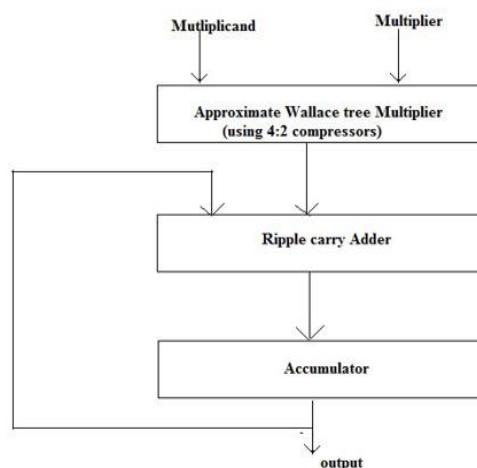 Mutliplicand
Multiplier
Approximate Wallace tree Multiplier
(using 4:2 compressors)
Ripple carry Adder
Accumulator
output